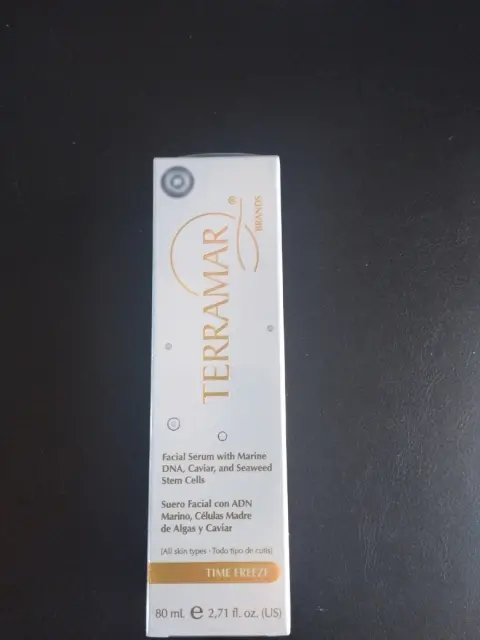 TERRAMAR®
BRANDS
Facial Serum with Marine
DNA, Caviar, and Seaweed
Stem Cells
Suero Facial con ADN
Marino, Células Madre
de Algas y Caviar
[All skin types · Todo tipo de cutis]
TIME FREEZE
80 ml. e 2,71 fl. oz. (US)